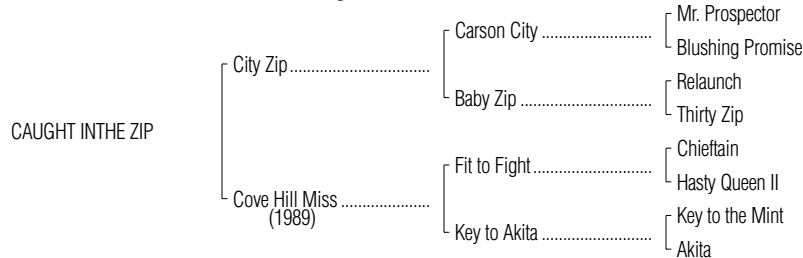 Mr. Prospector
Carson City ............................
Blushing Promise
City Zip ...................................
Relaunch
Baby Zip .................................
Thirty Zip
CAUGHT INTHE ZIP
Chieftain
Fit to Fight .............................
Hasty Queen II
Cove Hill Miss ......................
(1989)
Key to the Mint
Key to Akita ...........................
Akita